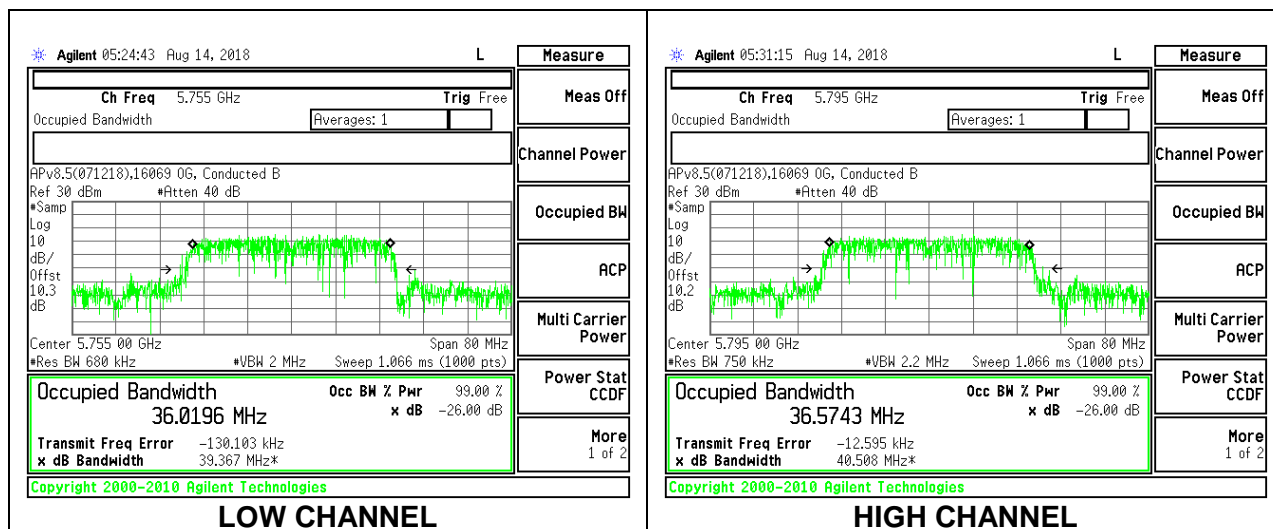 Agilent 05:24:43 Aug 14, 2018 L
Measure
Ch Freq 5.755 GHz Trig Free
Meas Off
Occupied Bandwidth Averages: 1
Channel Power
APv8.5(071218),16069 OG, Conducted B
Ref 30 dBm #Atten 40 dB
#Samp
Log
10
dB/
Offst
10.3
dB
Occupied BW
ACP
Multi Carrier
Power
Center 5.755 00 GHz Span 80 MHz
#Res BW 680 kHz #VBW 2 MHz Sweep 1.066 ms (1000 pts)
Power Stat
CCDF
Occupied Bandwidth Occ BW % Pwr 99.00 %
36.0196 MHz x dB -26.00 dB
Transmit Freq Error -130.103 kHz
x dB Bandwidth 39.367 MHz*
More
1 of 2
Copyright 2000-2010 Agilent Technologies
LOW CHANNEL
Agilent 05:31:15 Aug 14, 2018 L
Measure
Ch Freq 5.795 GHz Trig Free
Meas Off
Occupied Bandwidth Averages: 1
Channel Power
APv8.5(071218),16069 OG, Conducted B
Ref 30 dBm #Atten 40 dB
#Samp
Log
10
dB/
Offst
10.2
dB
Occupied BW
ACP
Multi Carrier
Power
Center 5.795 00 GHz Span 80 MHz
#Res BW 750 kHz #VBW 2.2 MHz Sweep 1.066 ms (1000 pts)
Power Stat
CCDF
Occupied Bandwidth Occ BW % Pwr 99.00 %
36.5743 MHz x dB -26.00 dB
Transmit Freq Error -12.595 kHz
x dB Bandwidth 40.508 MHz*
More
1 of 2
Copyright 2000-2010 Agilent Technologies
HIGH CHANNEL